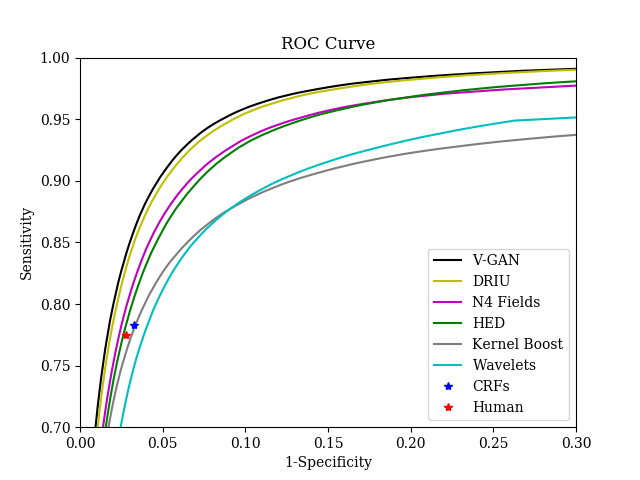 ROC Curve
1.00
0.95
0.90
0.85
0.80
0.75
0.70
Sensitivity
V-GAN
DRIU
N4 Fields
HED
Kernel Boost
Wavelets
CRFs
Human
0.00 0.05 0.10 0.15 0.20 0.25 0.30
1-Specificity